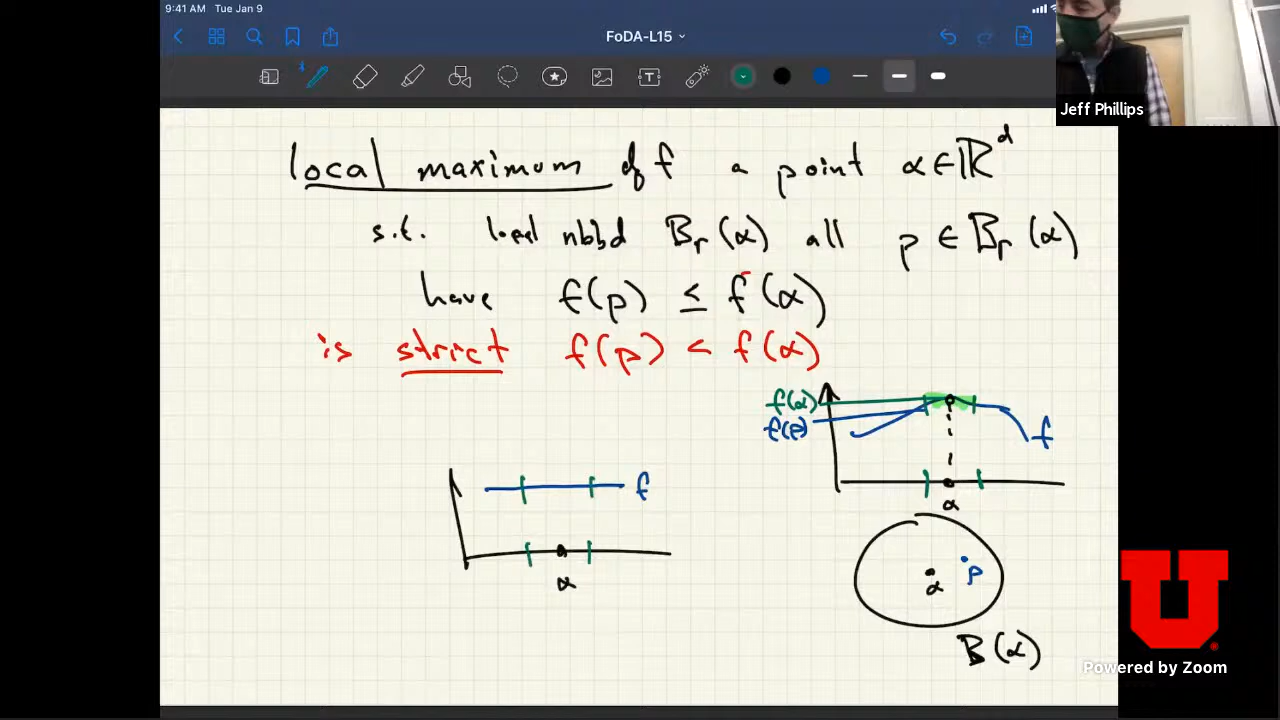 9:41 AM Tue Jan 9
FoDA-L15
Jeff Phillips
local maximum of f a point α ∈ ℝ^d
s.t. local nbbd B_r(α) all p ∈ B_r(α)
have f(p) ≤ f(α)
is strict f(p) < f(α)
f(α)
f(p)
f
α
f
α
α
p
B(α)
U
Powered by Zoom